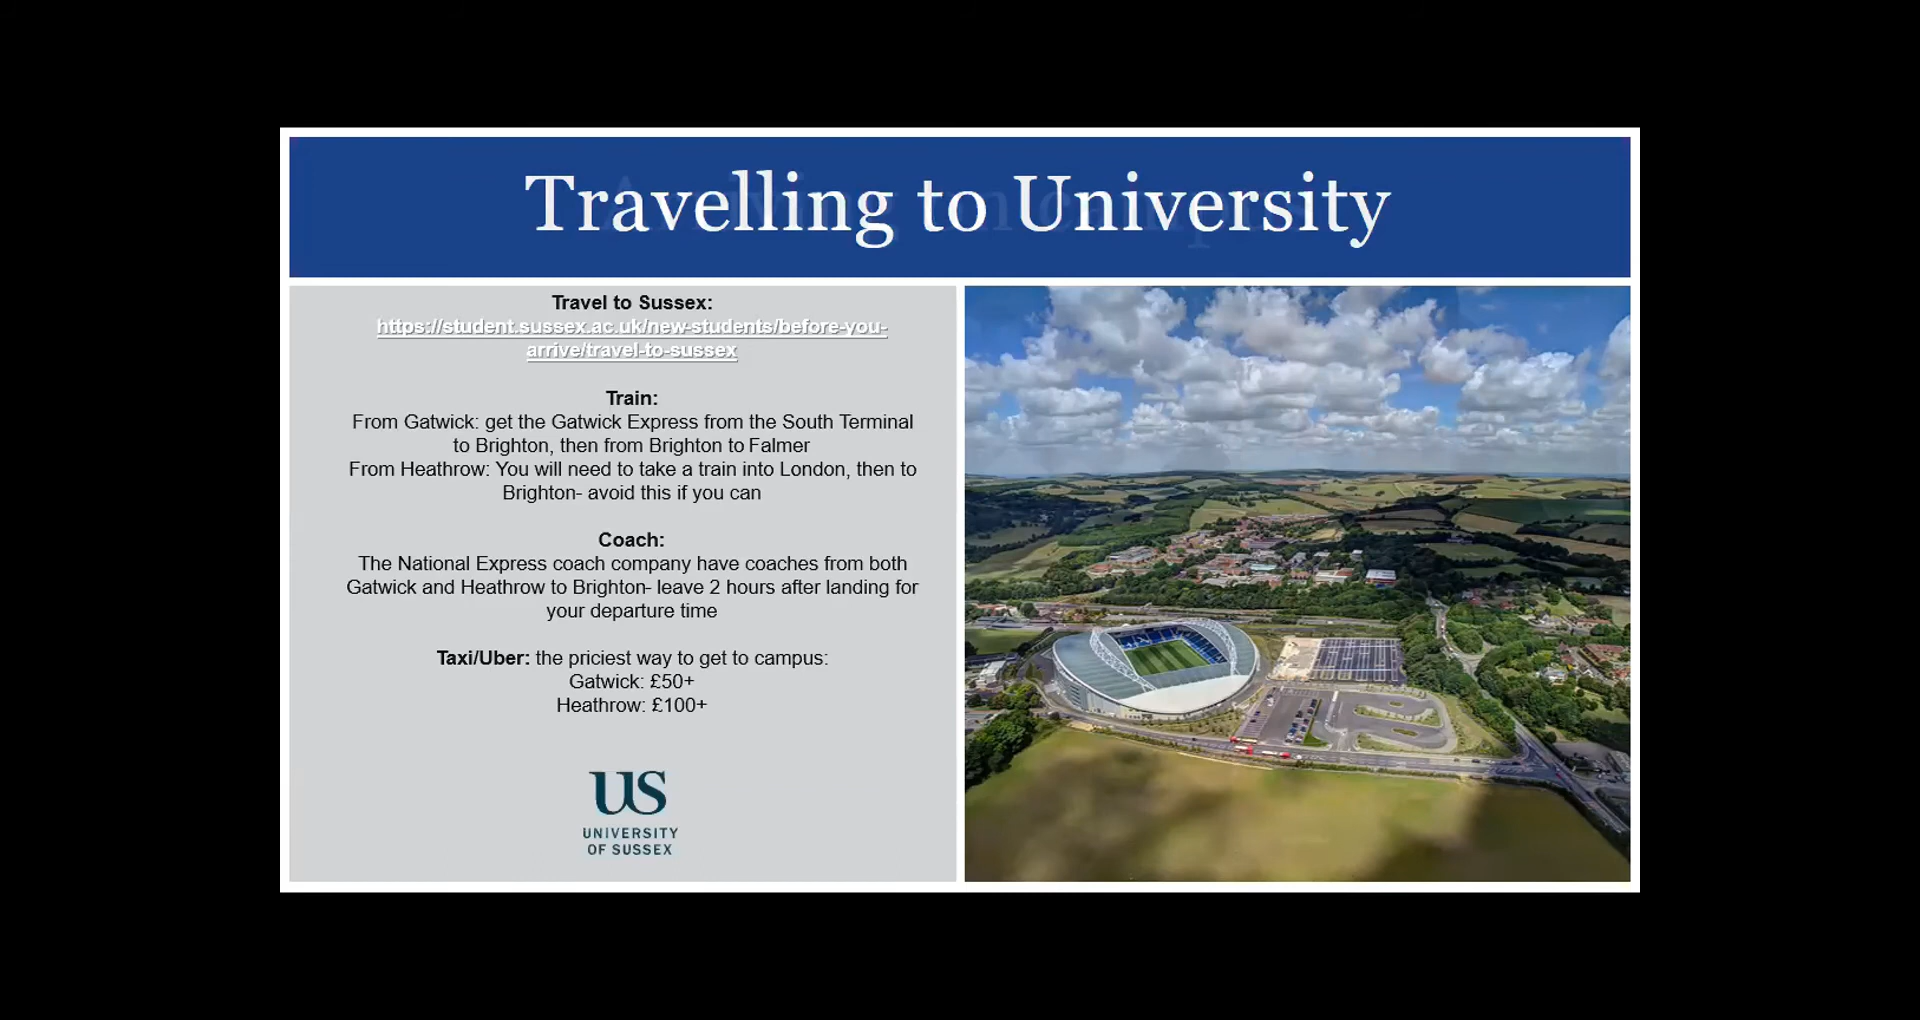 Travelling to University
Travel to Sussex:
https://student.sussex.ac.uk/new-students/before-you-
arrive/travel-to-sussex
Train:
From Gatwick: get the Gatwick Express from the South Terminal
to Brighton, then from Brighton to Falmer
From Heathrow: You will need to take a train into London, then to
Brighton- avoid this if you can
Coach:
The National Express coach company have coaches from both
Gatwick and Heathrow to Brighton- leave 2 hours after landing for
your departure time
Taxi/Uber: the priciest way to get to campus:
Gatwick: £50+
Heathrow: £100+
US
UNIVERSITY
OF SUSSEX